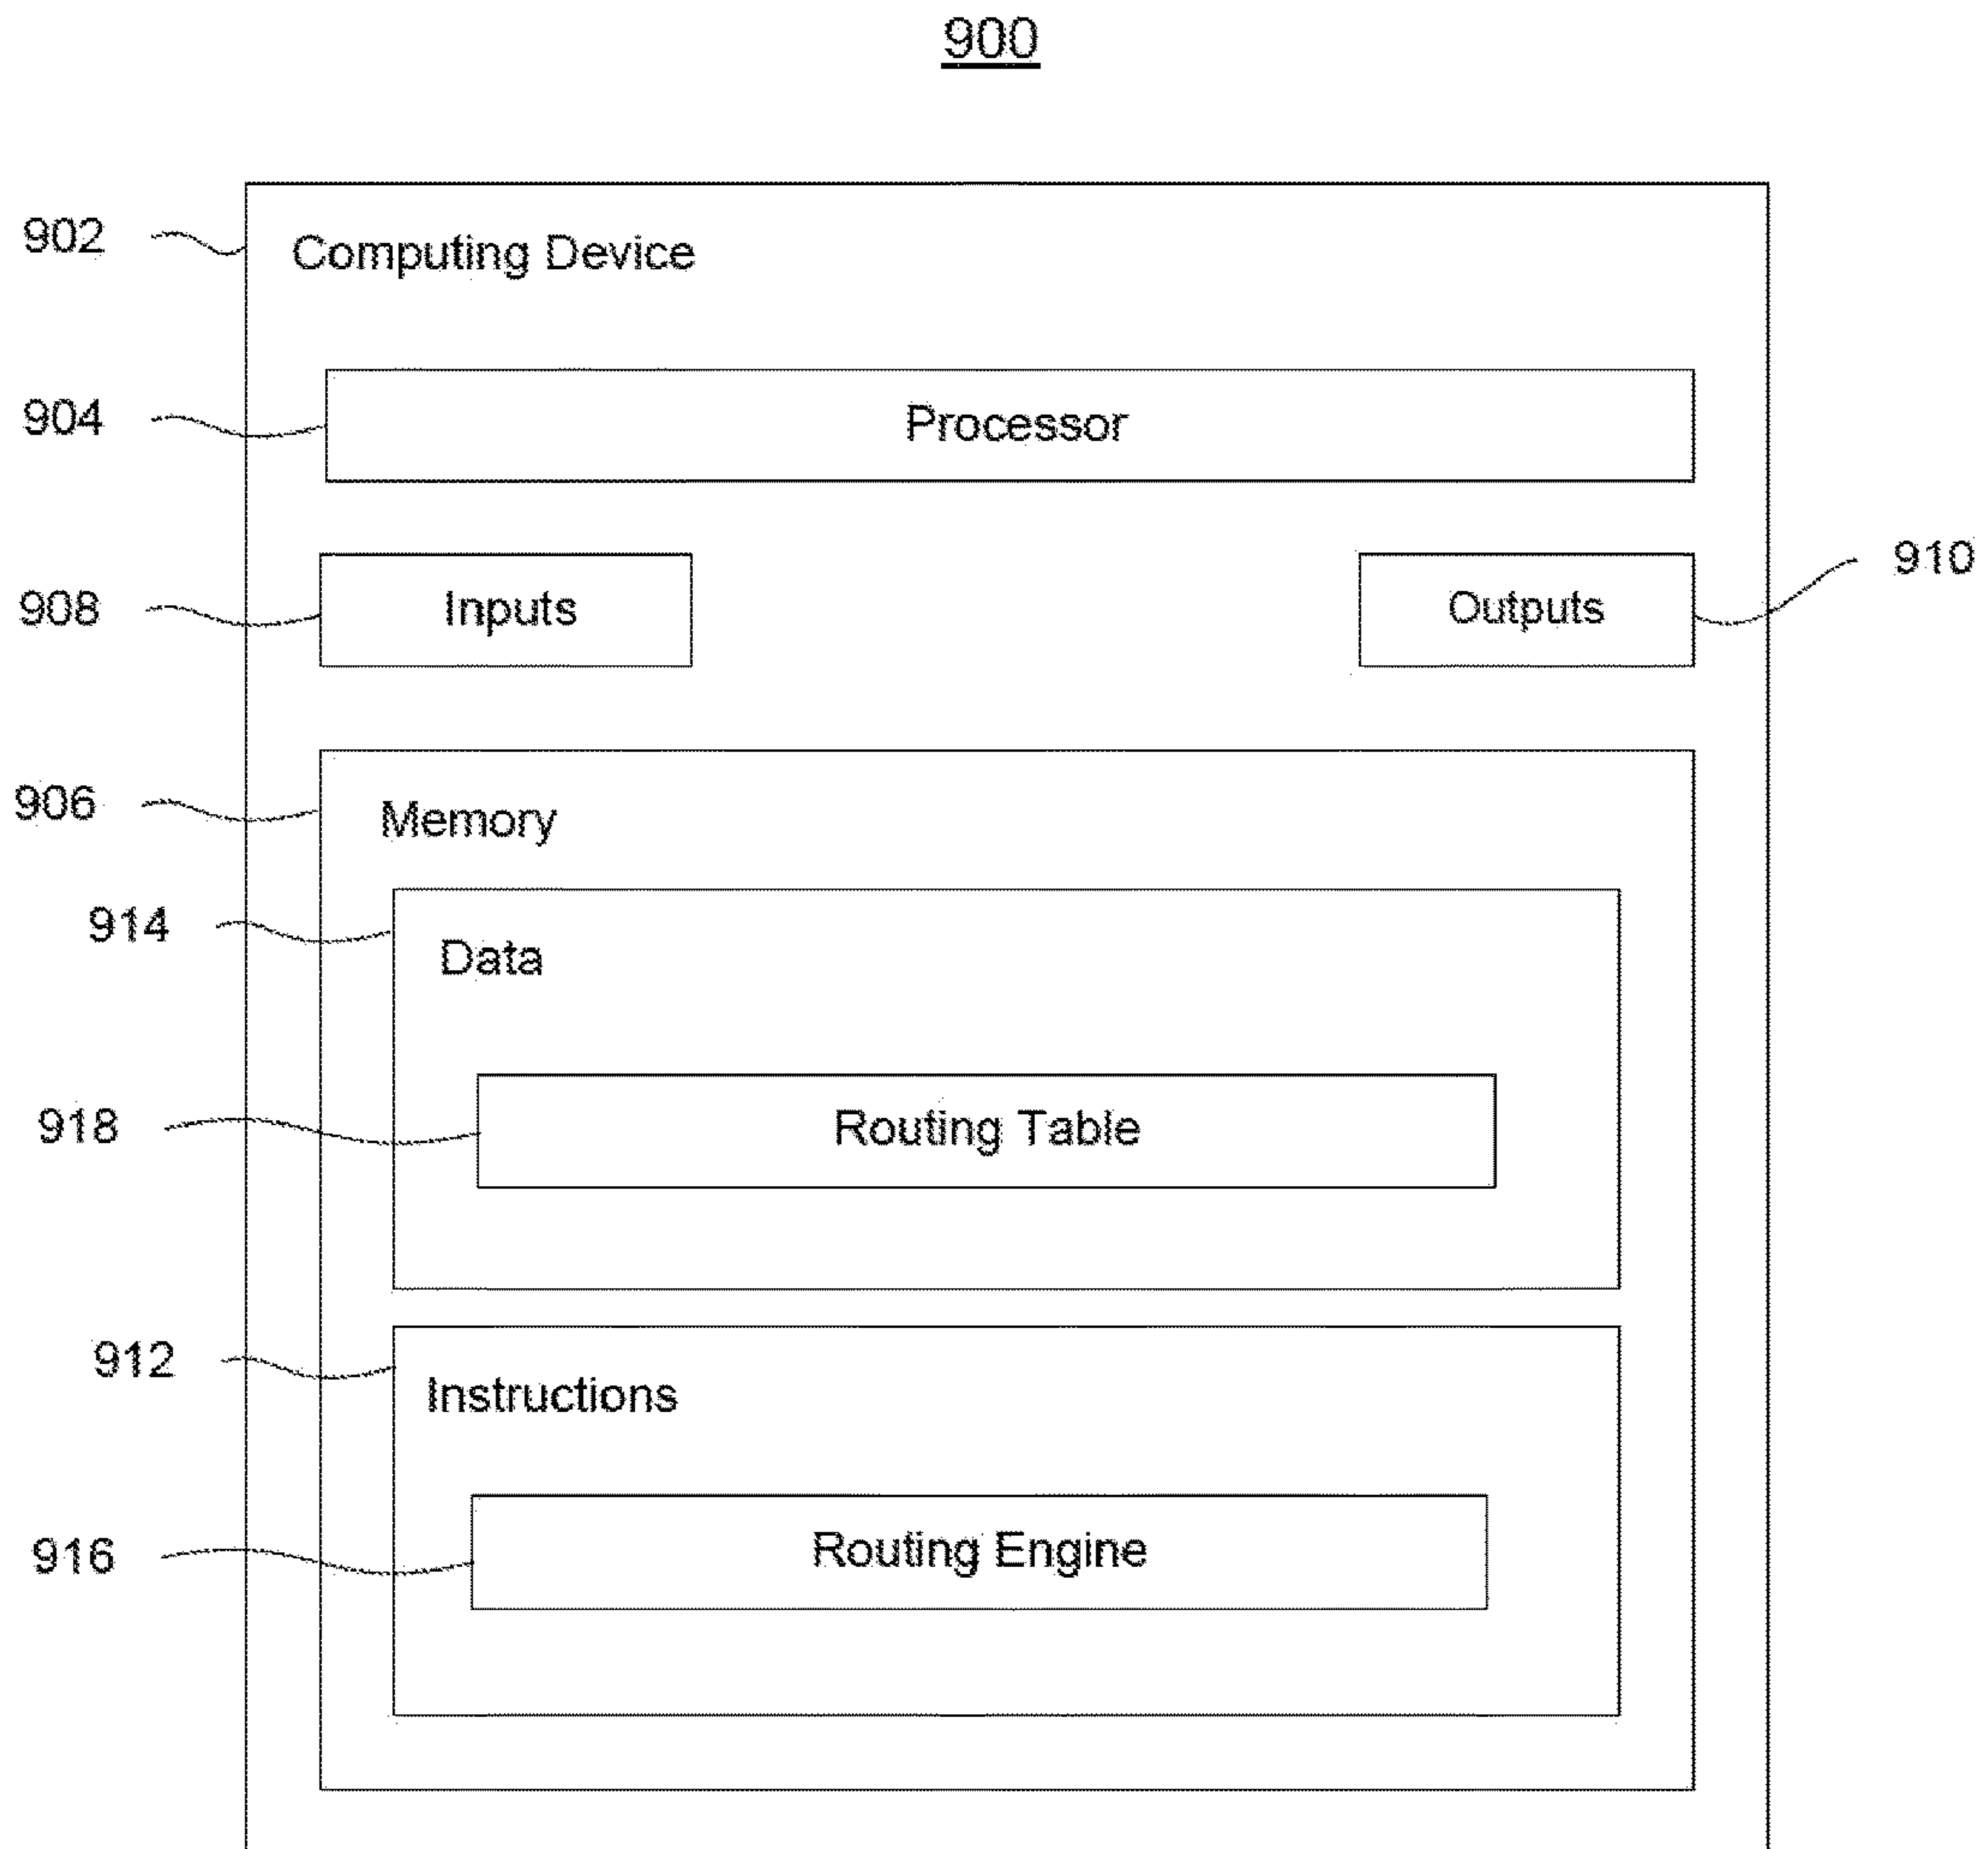 900
902
Computing Device
904
Processor
908
Inputs
Outputs
910
906
Memory
914
Data
918
Routing Table
912
Instructions
916
Routing Engine